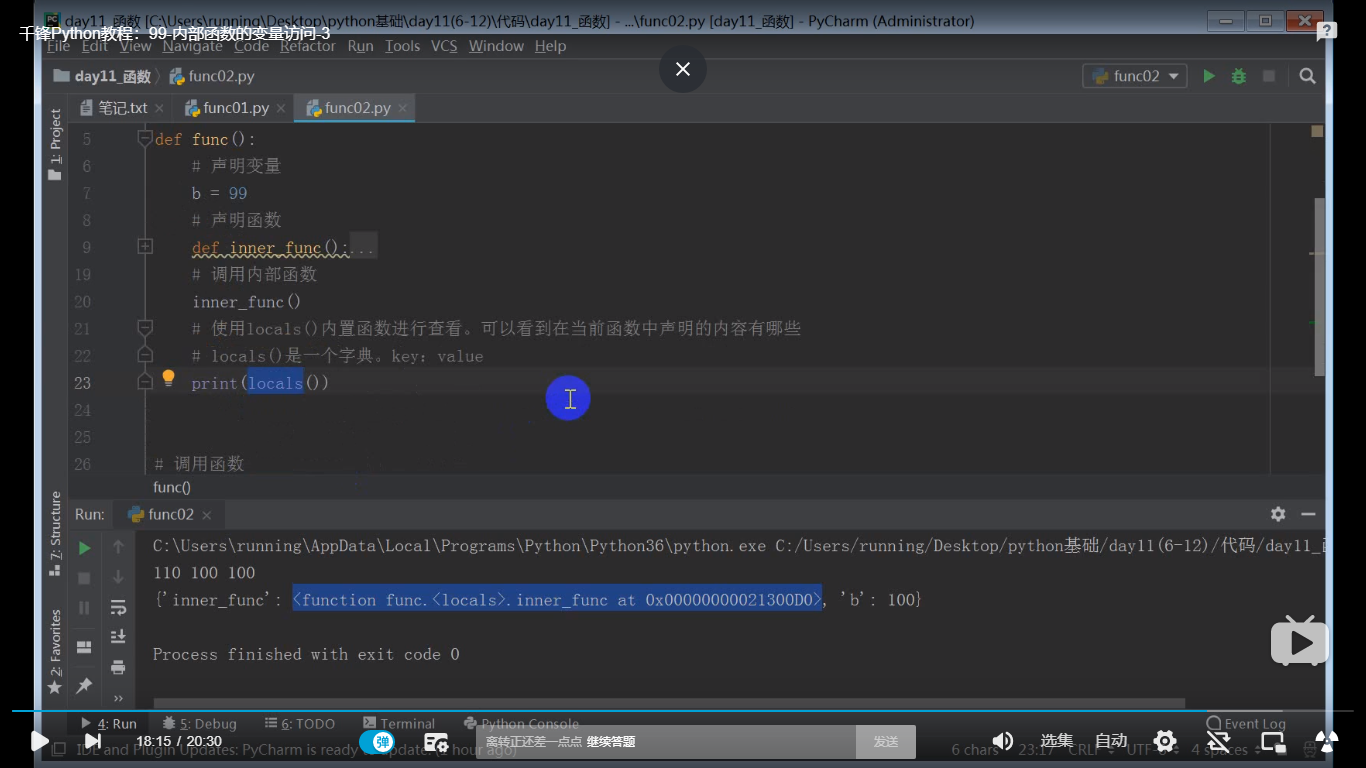 day11_函数 [C:\Users\running\Desktop\python基础\day11(6-12)\代码\day11_函数] - ...\func02.py [day11_函数] - PyCharm (Administrator)
千锋Python教程：99-内部函数的变量访问-3
File Edit View Navigate Code Refactor Run Tools VCS Window Help
day11_函数 func02.py
func02
笔记.txt func01.py func02.py
1: Project
5 def func():
6 # 声明变量
7 b = 99
8 # 声明函数
9 def inner_func():...
19 # 调用内部函数
20 inner_func()
21 # 使用locals()内置函数进行查看。可以看到在当前函数中声明的内容有哪些
22 # locals()是一个字典。key：value
23 print(locals())
24
25
26 # 调用函数
func()
7: Structure
2: Favorites
Run: func02
C:\Users\running\AppData\Local\Programs\Python\Python36\python.exe C:/Users/running/Desktop/python基础/day11(6-12)/代码/day11_
110 100 100
{'inner_func': <function func.<locals>.inner_func at 0x00000000021300D0>, 'b': 100}
Process finished with exit code 0
4: Run 5: Debug 6: TODO Terminal Python Console Event Log
18:15 / 20:30 弹 离转正还差一点点 继续答题 发送 选集 自动
IDE and Plugin Updates: PyCharm is ready to update. (1 hour ago) 6 chars 23:17 CRLF UTF-8 4 spaces